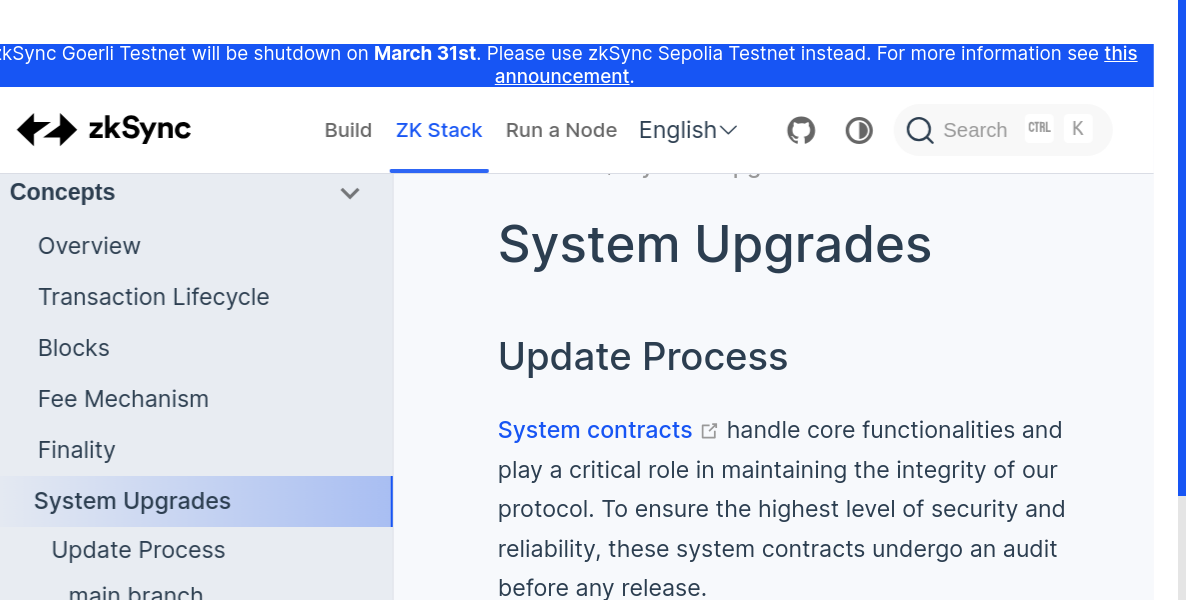 zkSync Goerli Testnet will be shutdown on March 31st. Please use zkSync Sepolia Testnet instead. For more information see this
announcement.
zkSync
Build ZK Stack Run a Node English Search CTRL K
Concepts
Overview
Transaction Lifecycle
Blocks
Fee Mechanism
Finality
System Upgrades
Update Process
main branch
System Upgrades
Update Process
System contracts handle core functionalities and
play a critical role in maintaining the integrity of our
protocol. To ensure the highest level of security and
reliability, these system contracts undergo an audit
before any release.